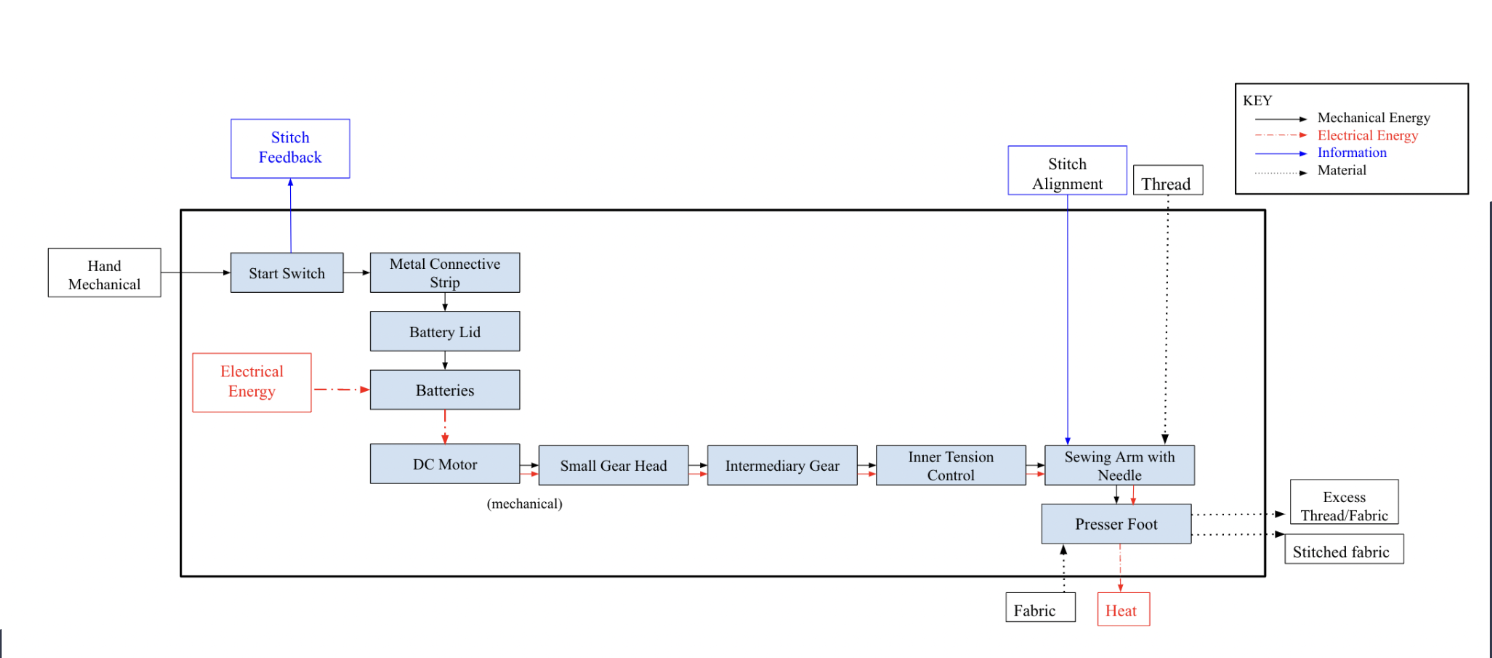 KEY
Mechanical Energy
Electrical Energy
Information
Material
Stitch
Feedback
Stitch
Alignment
Thread
Hand
Mechanical
Start Switch
Metal Connective
Strip
Battery Lid
Electrical
Energy
Batteries
DC Motor
Small Gear Head
Intermediary Gear
Inner Tension
Control
Sewing Arm with
Needle
(mechanical)
Presser Foot
Excess
Thread/Fabric
Stitched fabric
Fabric
Heat